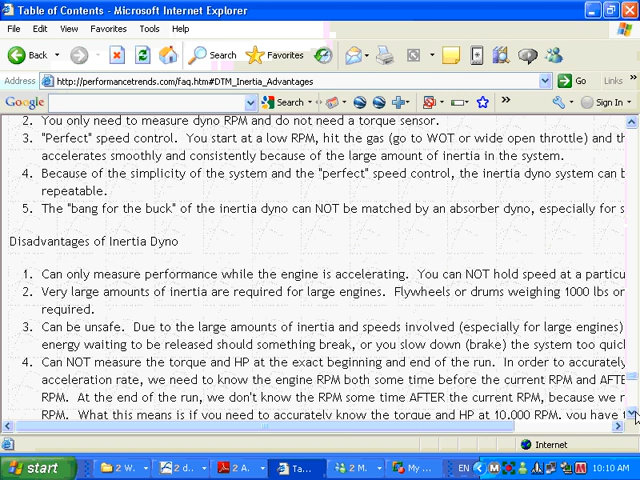 Table of Contents - Microsoft Internet Explorer
File Edit View Favorites Tools Help
Back Search Favorites
Address http://performancetrends.com/faq.htm#DTM_Inertia_Advantages Go Links »
Google Search » Sign In
2. You only need to measure dyno RPM and do not need a torque sensor.
3. "Perfect" speed control. You start at a low RPM, hit the gas (go to WOT or wide open throttle) and th
accelerates smoothly and consistently because of the large amount of inertia in the system.
4. Because of the simplicity of the system and the "perfect" speed control, the inertia dyno system can b
repeatable.
5. The "bang for the buck" of the inertia dyno can NOT be matched by an absorber dyno, especially for s
Disadvantages of Inertia Dyno
1. Can only measure performance while the engine is accelerating. You can NOT hold speed at a particu
2. Very large amounts of inertia are required for large engines. Flywheels or drums weighing 1000 lbs or
required.
3. Can be unsafe. Due to the large amounts of inertia and speeds involved (especially for large engines)
energy waiting to be released should something break, or you slow down (brake) the system too quick
4. Can NOT measure the torque and HP at the exact beginning and end of the run. In order to accurately
acceleration rate, we need to know the engine RPM both some time before the current RPM and AFTE
RPM. At the end of the run, we don't know the RPM some time AFTER the current RPM, because we r
RPM. What this means is if you need to accurately know the torque and HP at 10,000 RPM, you have t
Internet
start 2 W. 2 d.. 2 A. Ta... 2 M. My ... EN 10:10 AM